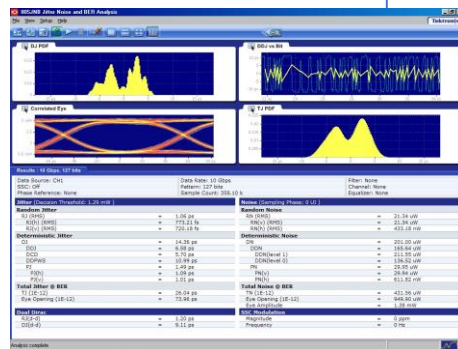 80SJNB Jitter Noise and BER Analysis
File View Setup Help
Tektronix
DJ PDF
DDJ vs Bit
Correlated Eye
TJ PDF
Results : 10 Gbps, 127 bits
Data Source: CH1 Data Rate: 10 Gbps Filter: None
SSC: Off Pattern: 127 bits Channel: None
Phase Reference: None Sample Count: 355.10 k Equalizer: None
Jitter (Decision Threshold: 1.29 mW ) Noise (Sampling Phase: 0 UI )
Random Jitter Random Noise
RJ (RMS) = 1.06 ps RN (RMS) = 21.34 uW
RJ(h) (RMS) = 773.21 fs RN(v) (RMS) = 21.34 uW
RJ(v) (RMS) = 720.18 fs RN(h) (RMS) = 433.18 nW
Deterministic Jitter Deterministic Noise
DJ = 14.36 ps DN = 201.00 uW
DDJ = 6.58 ps DDN = 165.64 uW
DCD = 5.70 ps DDN(level 1) = 211.55 uW
DDPWS = 10.99 ps DDN(level 0) = 136.52 uW
PJ = 1.49 ps PN = 29.95 uW
PJ(h) = 1.09 ps PN(v) = 29.94 uW
PJ(v) = 1.01 ps PN(h) = 611.82 nW
Total Jitter @ BER Total Noise @ BER
TJ (1E-12) = 26.04 ps TN (1E-12) = 431.56 uW
Eye Opening (1E-12) = 73.96 ps Eye Opening (1E-12) = 949.90 uW
Eye Amplitude = 1.38 mW
Dual Dirac SSC Modulation
RJ(d-d) = 1.20 ps Magnitude = 0 ppm
DJ(d-d) = 9.11 ps Frequency = 0 Hz
Analysis complete